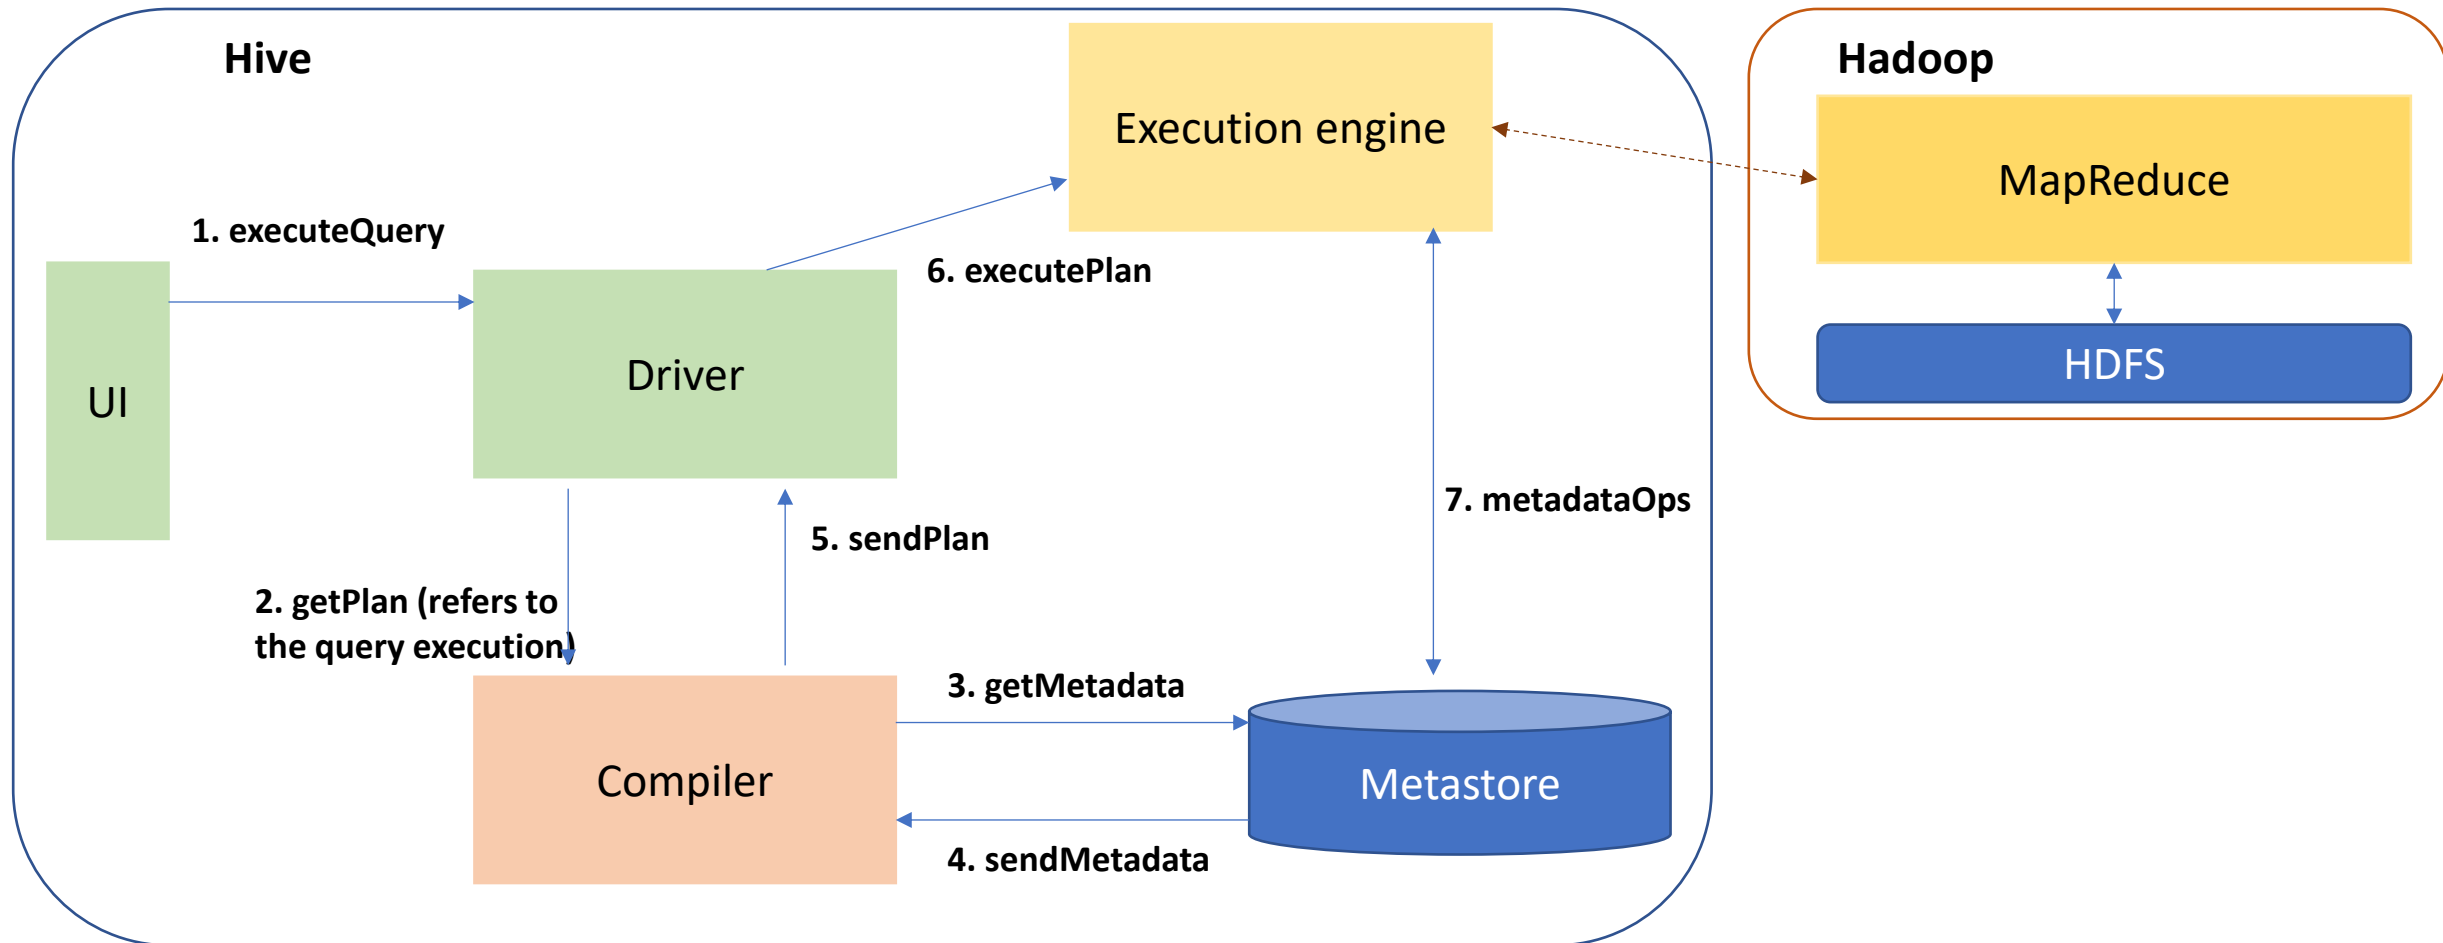 Hive
Hadoop
Execution engine
MapReduce
1. executeQuery
6. executePlan
HDFS
Driver
UI
7. metadataOps
5. sendPlan
2. getPlan (refers to
the query execution)
3. getMetadata
Compiler
Metastore
4. sendMetadata